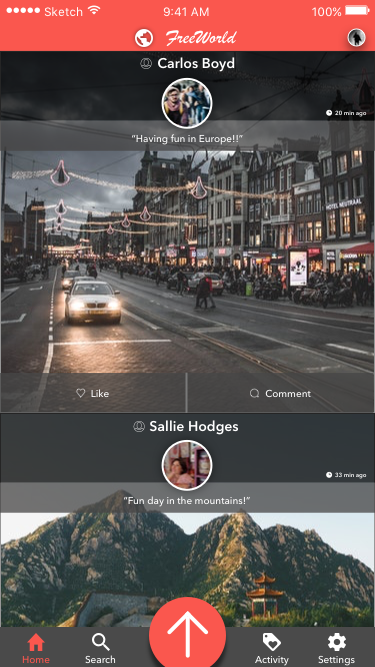 Sketch 9:41 AM 100%
FreeWorld
Carlos Boyd
20 min ago
“Having fun in Europe!!”
HOTEL NEUTRAAL
Like Comment
Sallie Hodges
33 min ago
“Fun day in the mountains!”
Home Search Activity Settings